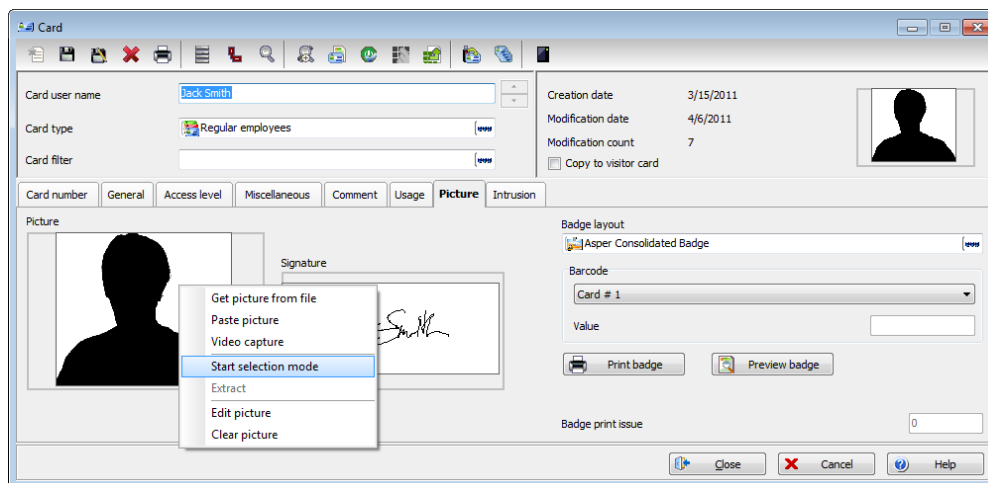 Card
Card user name
Jack Smith
Card type
Regular employees
Card filter
Creation date 3/15/2011
Modification date 4/6/2011
Modification count 7
Copy to visitor card
Card number General Access level Miscellaneous Comment Usage Picture Intrusion
Picture
Signature
Get picture from file
Paste picture
Video capture
Start selection mode
Extract
Edit picture
Clear picture
Badge layout
Asper Consolidated Badge
Barcode
Card # 1
Value
Print badge Preview badge
Badge print issue 0
Close Cancel Help